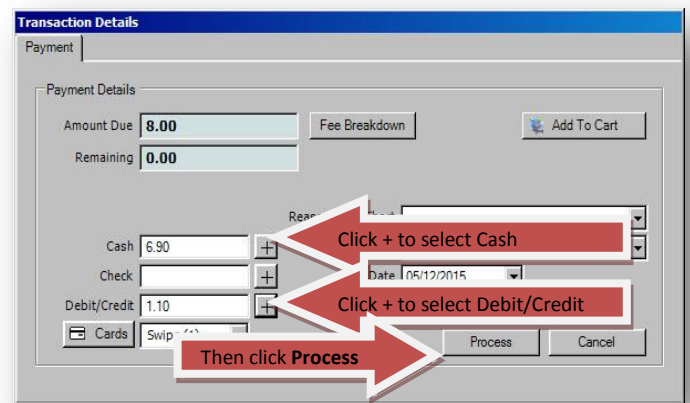 Transaction Details
Payment
Payment Details
Amount Due 8.00 Fee Breakdown Add To Cart
Remaining 0.00
Cash 6.90 + Click + to select Cash
Check + Date 05/12/2015
Debit/Credit 1.10 + Click + to select Debit/Credit
Cards
Then click Process Process Cancel